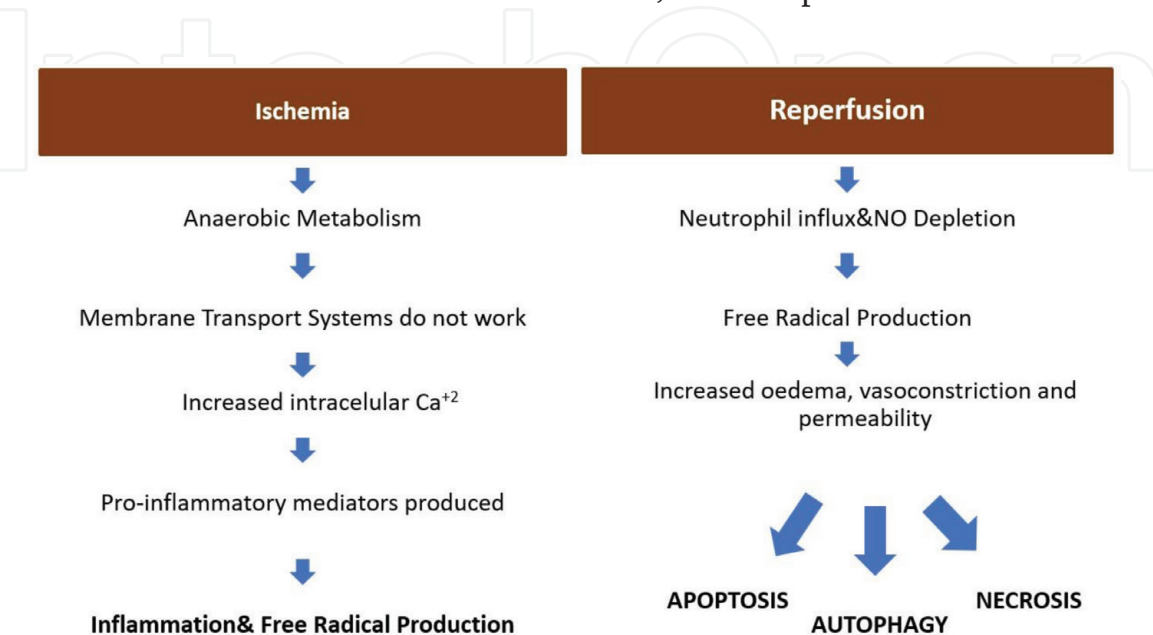 IntechOpen
Ischemia
Anaerobic Metabolism
Membrane Transport Systems do not work
Increased intracelular Ca⁺²
Pro-inflammatory mediators produced
Inflammation& Free Radical Production
Reperfusion
Neutrophil influx&NO Depletion
Free Radical Production
Increased oedema, vasoconstriction and
permeability
APOPTOSIS
AUTOPHAGY
NECROSIS